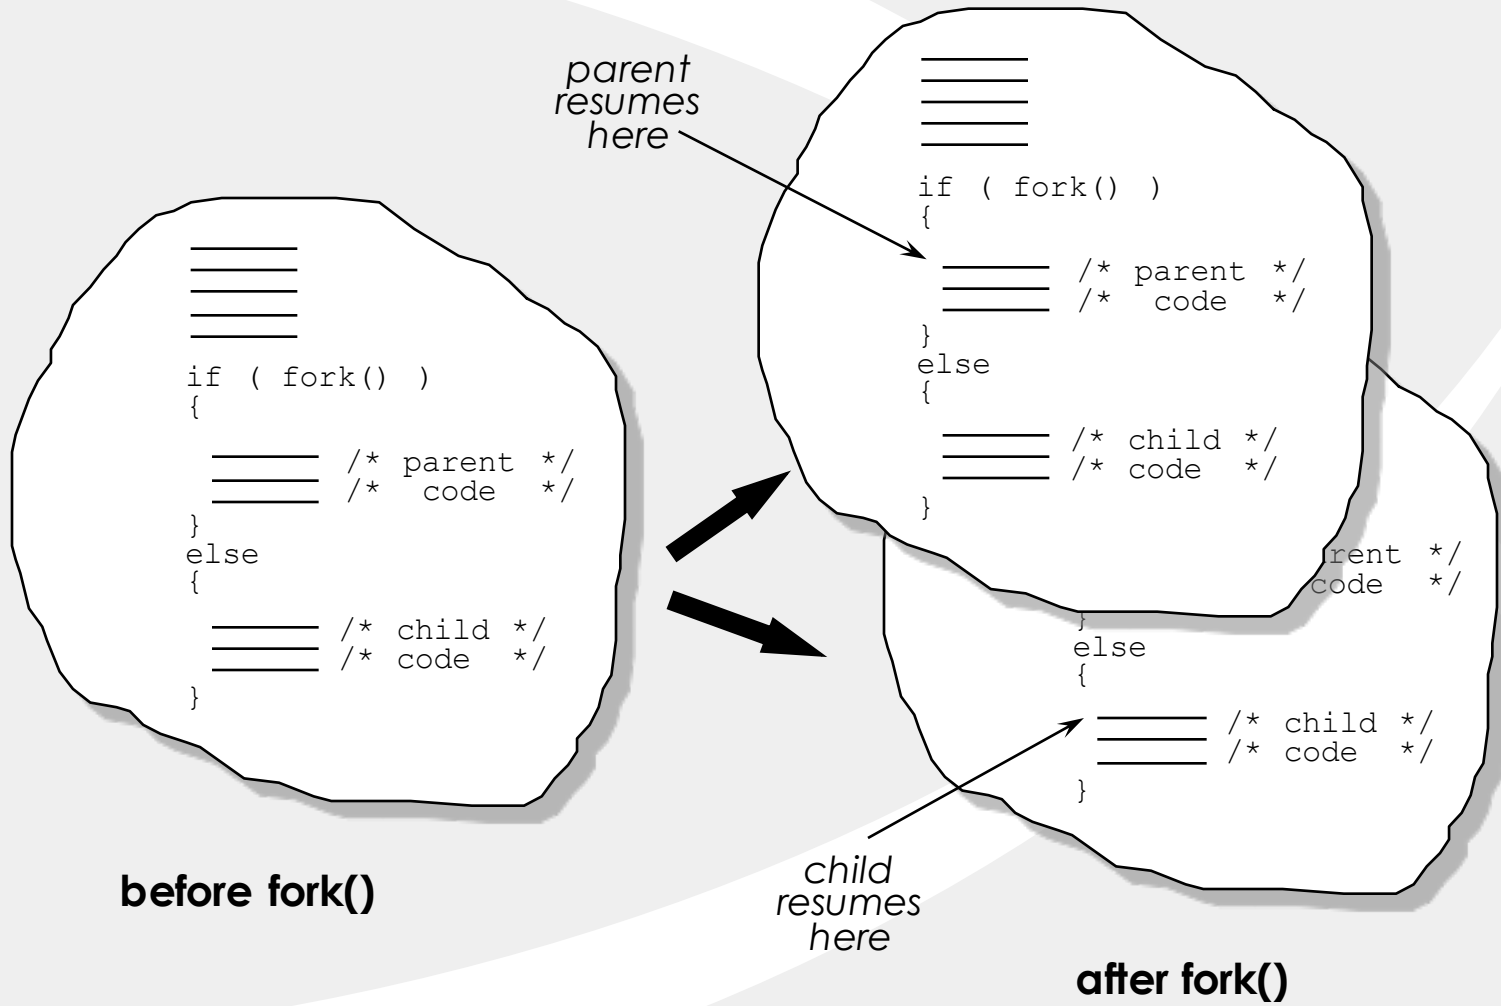 if ( fork() )
{
/* parent */
/* code */
}
else
{
/* child */
/* code */
}
before fork()
parent
resumes
here
if ( fork() )
{
/* parent */
/* code */
}
else
{
/* child */
/* code */
}
rent */
code */
}
else
{
/* child */
/* code */
}
child
resumes
here
after fork()